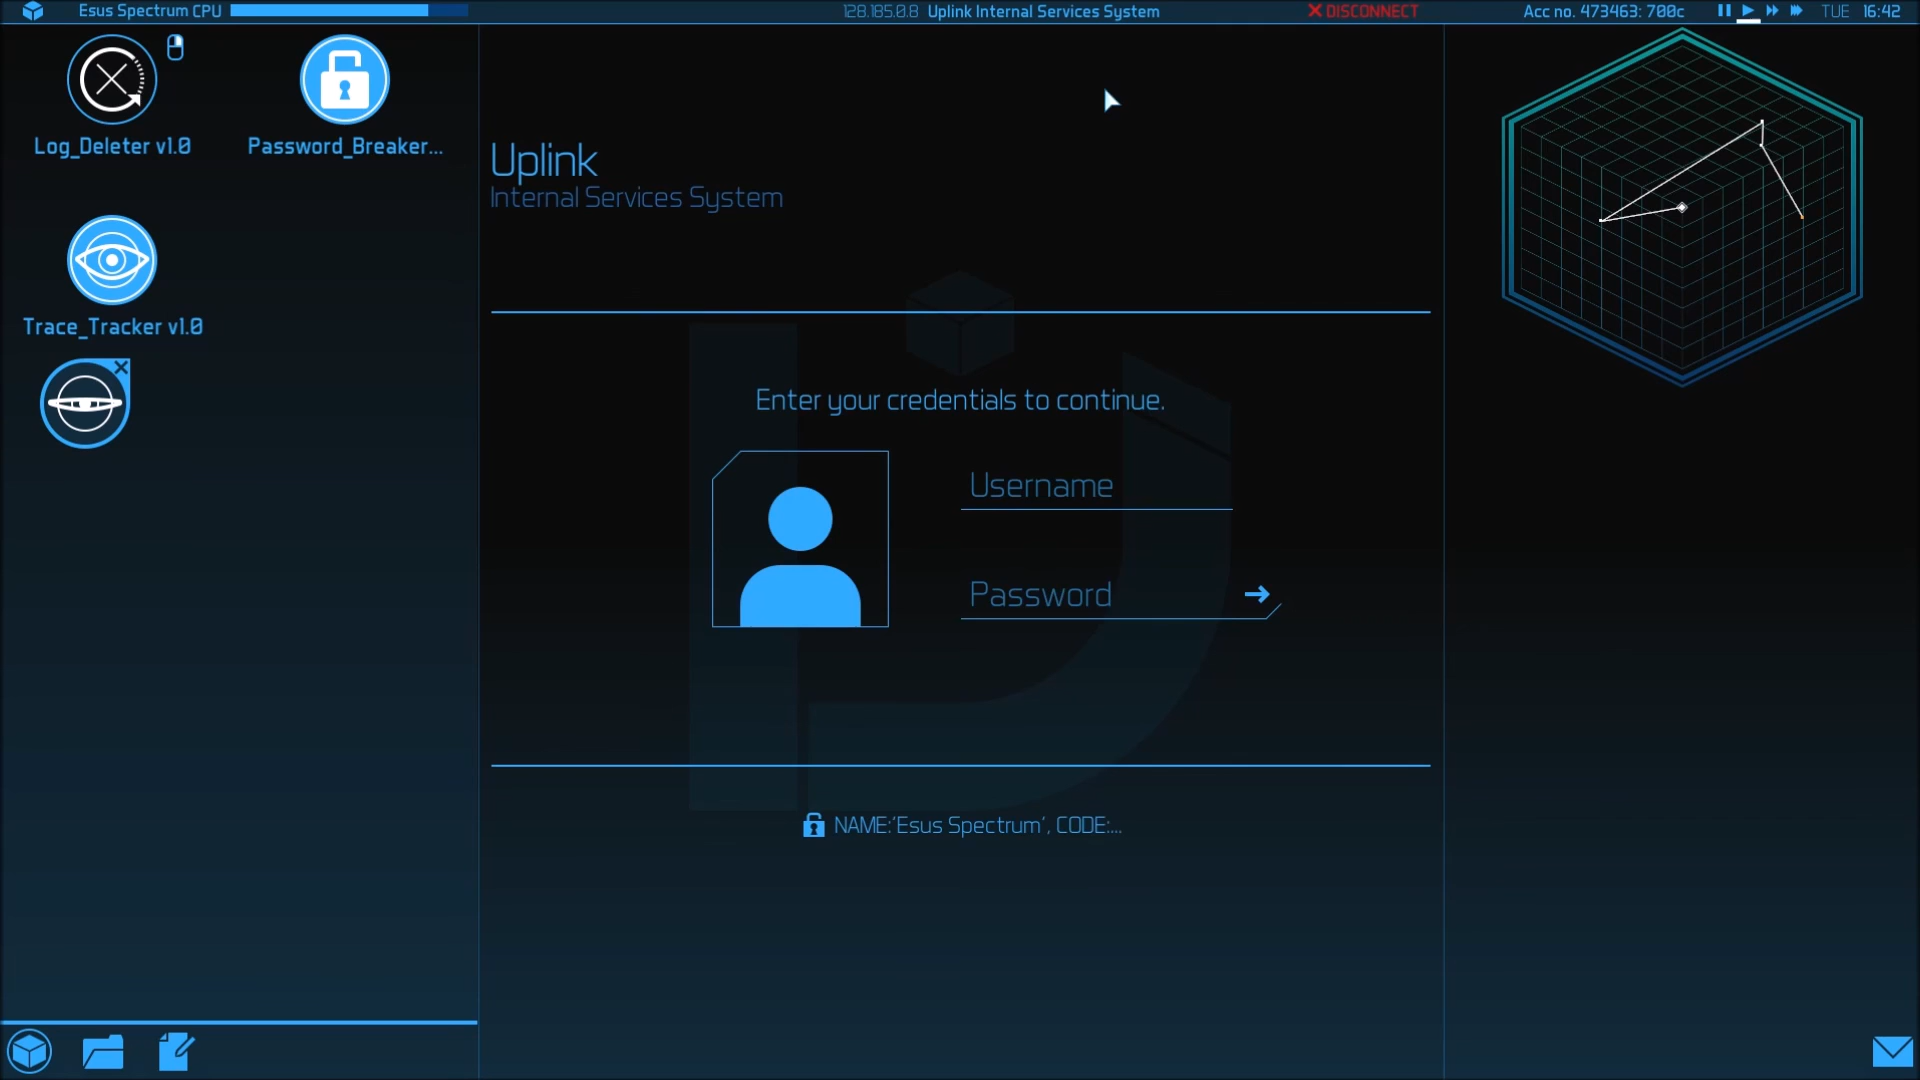 Esus Spectrum CPU
128.185.0.8 Uplink Internal Services System
DISCONNECT
Acc no. 473463: 700c
TUE 16:42
Log_Deleter v1.0
Password_Breaker...
Trace_Tracker v1.0
Uplink
Internal Services System
Enter your credentials to continue.
Username
Password
NAME:'Esus Spectrum', CODE:...